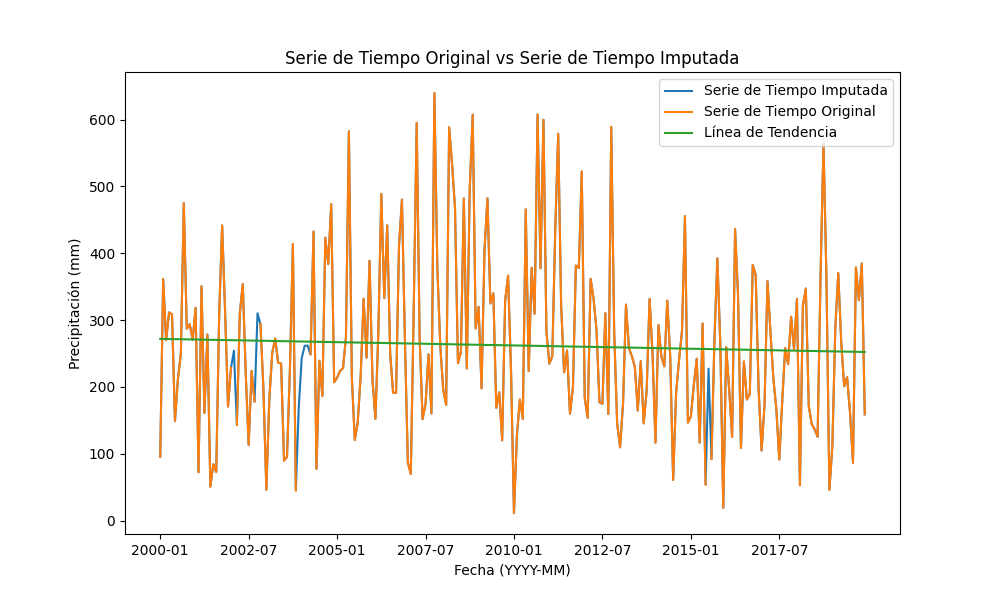 Serie de Tiempo Original vs Serie de Tiempo Imputada
Serie de Tiempo Imputada
Serie de Tiempo Original
Línea de Tendencia
Precipitación (mm)
600
500
400
300
200
100
0
2000-01 2002-07 2005-01 2007-07 2010-01 2012-07 2015-01 2017-07
Fecha (YYYY-MM)